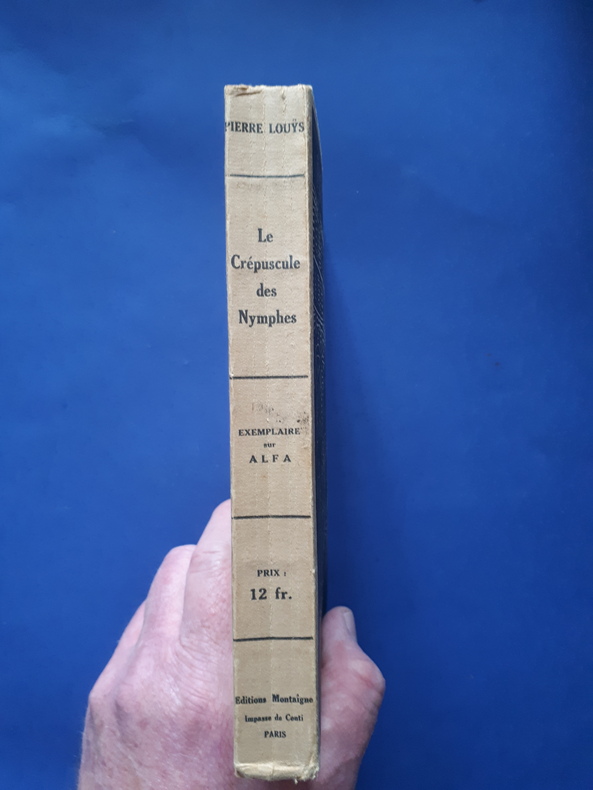 PIERRE LOUŸS
Le
Crépuscule
des
Nymphes
EXEMPLAIRE
sur
ALFA
PRIX :
12 fr.
Editions Montaigne
Impasse de Conti
PARIS